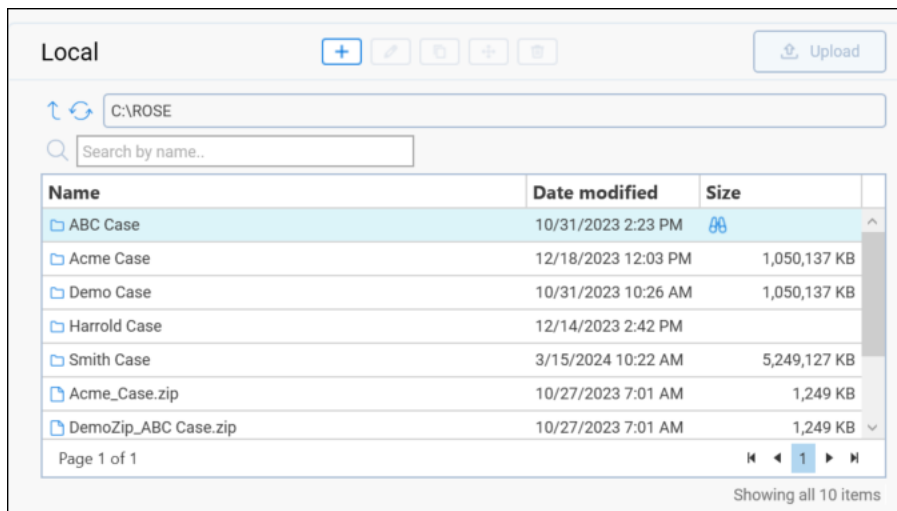 Local
Upload
C:\ROSE
Search by name..
Name Date modified Size
ABC Case 10/31/2023 2:23 PM
Acme Case 12/18/2023 12:03 PM 1,050,137 KB
Demo Case 10/31/2023 10:26 AM 1,050,137 KB
Harrold Case 12/14/2023 2:42 PM
Smith Case 3/15/2024 10:22 AM 5,249,127 KB
Acme_Case.zip 10/27/2023 7:01 AM 1,249 KB
DemoZip_ABC Case.zip 10/27/2023 7:01 AM 1,249 KB
Page 1 of 1 1
Showing all 10 items